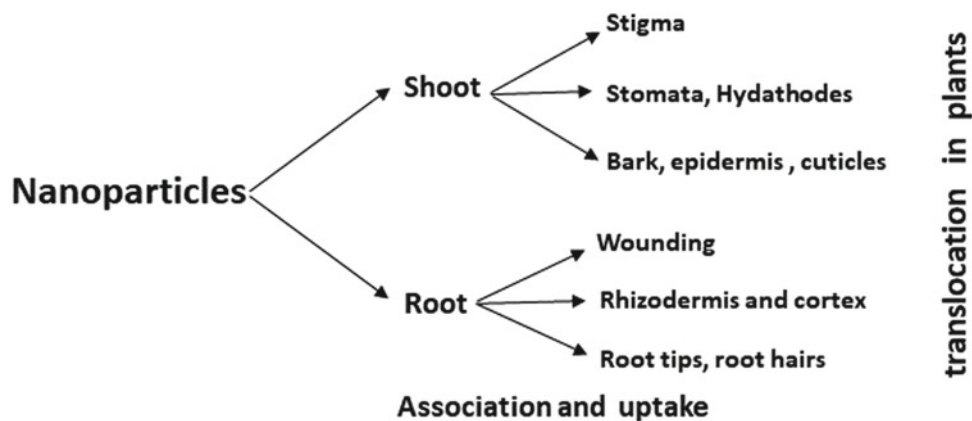 Nanoparticles
Shoot
Stigma
Stomata, Hydathodes
Bark, epidermis , cuticles
Root
Wounding
Rhizodermis and cortex
Root tips, root hairs
Association and uptake
translocation in plants